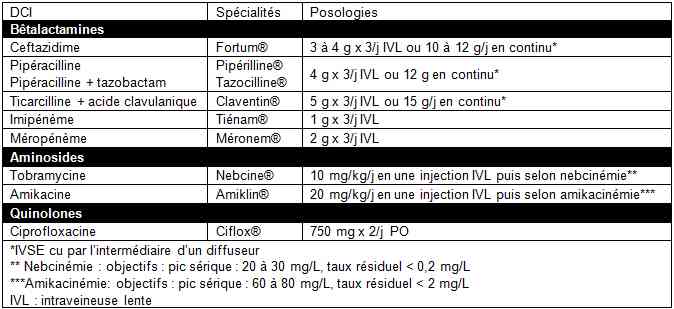 DCI Spécialités Posologies
Bêtalactamines
Ceftazidime Fortum® 3 à 4 g x 3/j IVL ou 10 à 12 g/j en continu*
Pipéracilline Pipérilline®
Pipéracilline + tazobactam Tazocilline® 4 g x 3/j IVL ou 12 g en continu*
Ticarcilline + acide clavulanique Claventin® 5 g x 3/j IVL ou 15 g/j en continu*
Imipénème Tiénam® 1 g x 3/j IVL
Méropénème Méronem® 2 g x 3/j IVL
Aminosides
Tobramycine Nebcine® 10 mg/kg/j en une injection IVL puis selon nebcinémie**
Amikacine Amiklin® 20 mg/kg/j en une injection IVL puis selon amikacinémie***
Quinolones
Ciprofloxacine Ciflox® 750 mg x 2/j PO
*IVSE cu par l'intermédiaire d'un diffuseur
** Nebcinémie : objectifs : pic sérique : 20 à 30 mg/L, taux résiduel < 0,2 mg/L
***Amikacinémie: objectifs : pic sérique : 60 à 80 mg/L, taux résiduel < 2 mg/L
IVL : intraveineuse lente